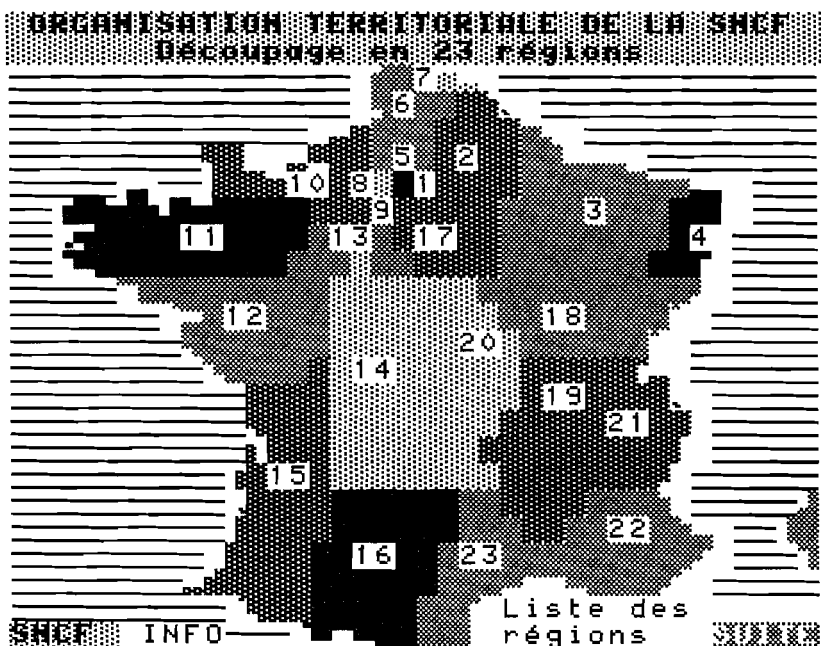 ORGANISATION TERRITORIALE DE LA SNCF
Découpage en 23 régions
7
6
5 2
10 8 1
9 3
11 13 17 4
12 18
20
14
19
21
15
22
16 23
Liste des
SNCF INFO régions